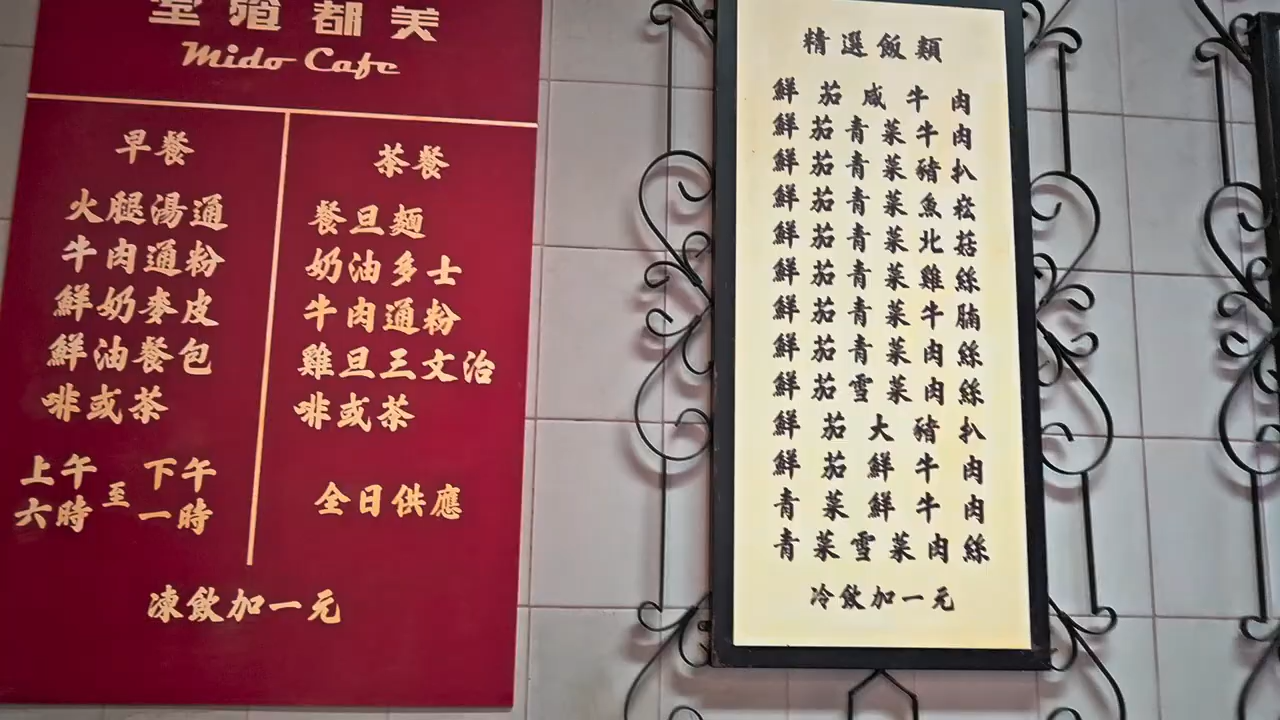 美都餐室
Mido Cafe
早餐
火腿湯通
牛肉通粉
鮮奶麥皮
鮮油餐包
啡或茶
上午六時至下午一時
茶餐
餐旦麵
奶油多士
牛肉通粉
雞旦三文治
啡或茶
全日供應
凍飲加一元
精選飯類
鮮茄咸牛肉
鮮茄青菜牛肉
鮮茄青菜豬扒
鮮茄青菜魚崧
鮮茄青菜北菇
鮮茄青菜雞絲
鮮茄青菜牛腩
鮮茄青菜肉絲
鮮茄雪菜肉絲
鮮茄大豬扒
鮮茄鮮牛肉
青菜鮮牛肉
青菜雪菜肉絲
冷飲加一元